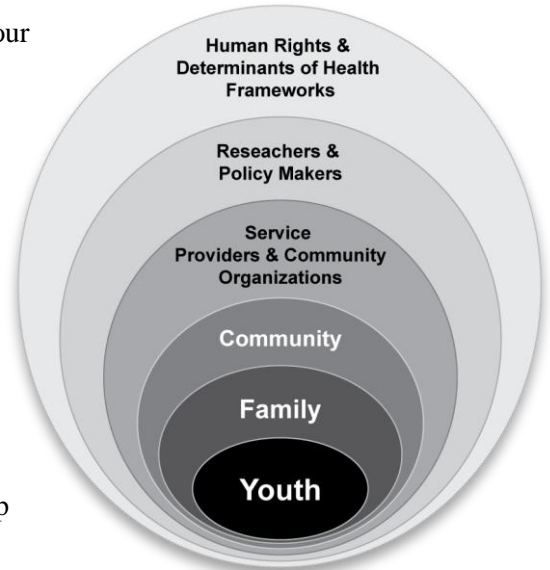 our
Human Rights &
Determinants of Health
Frameworks
Reseachers &
Policy Makers
Service
Providers & Community
Organizations
Community
Family
Youth